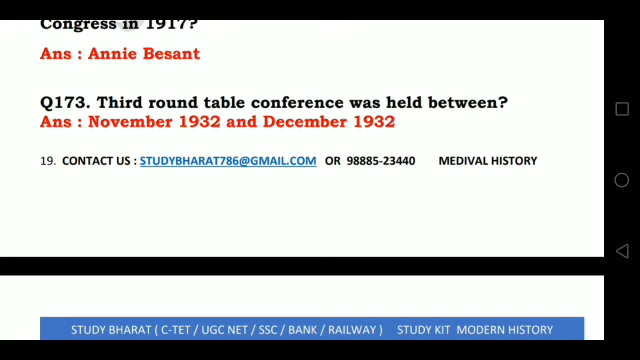 Congress in 1917?
Ans : Annie Besant
Q173. Third round table conference was held between?
Ans : November 1932 and December 1932
19. CONTACT US : STUDYBHARAT786@GMAIL.COM OR 98885-23440 MEDIVAL HISTORY
STUDY BHARAT ( C-TET / UGC NET / SSC / BANK / RAILWAY ) STUDY KIT MODERN HISTORY